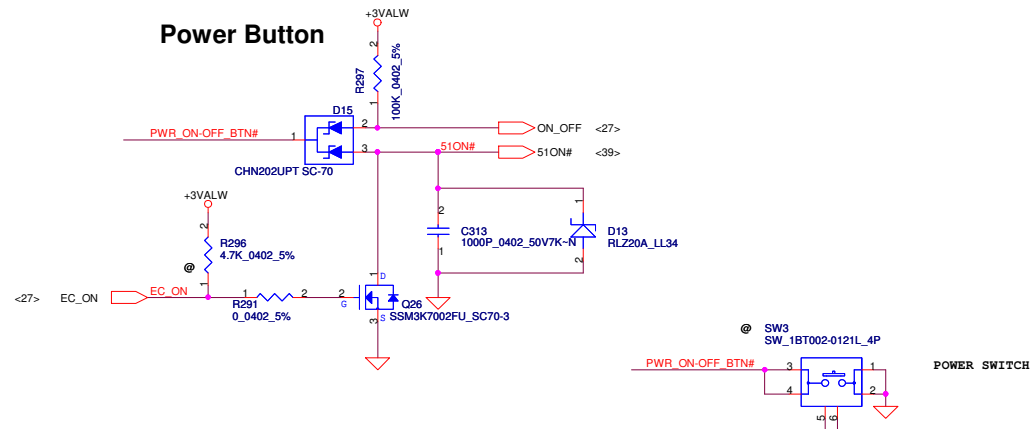 Power Button
+3VALW
2
R297
100K_0402_5%
1
D15
PWR_ON-OFF_BTN#
1
2
3
CHN202UPT SC-70
ON_OFF
<27>
51ON#
51ON#
<39>
+3VALW
2
R296
4.7K_0402_5%
@
1
2
C313
1000P_0402_50V7K~N
1
1
D13
RLZ20A_LL34
2
<27>
EC_ON
EC_ON
1
2
R291
0_0402_5%
2
G
1
D
Q26
SSM3K7002FU_SC70-3
3
S
@
SW3
SW_1BT002-0121L_4P
PWR_ON-OFF_BTN#
3
1
4
2
5
6
POWER SWITCH